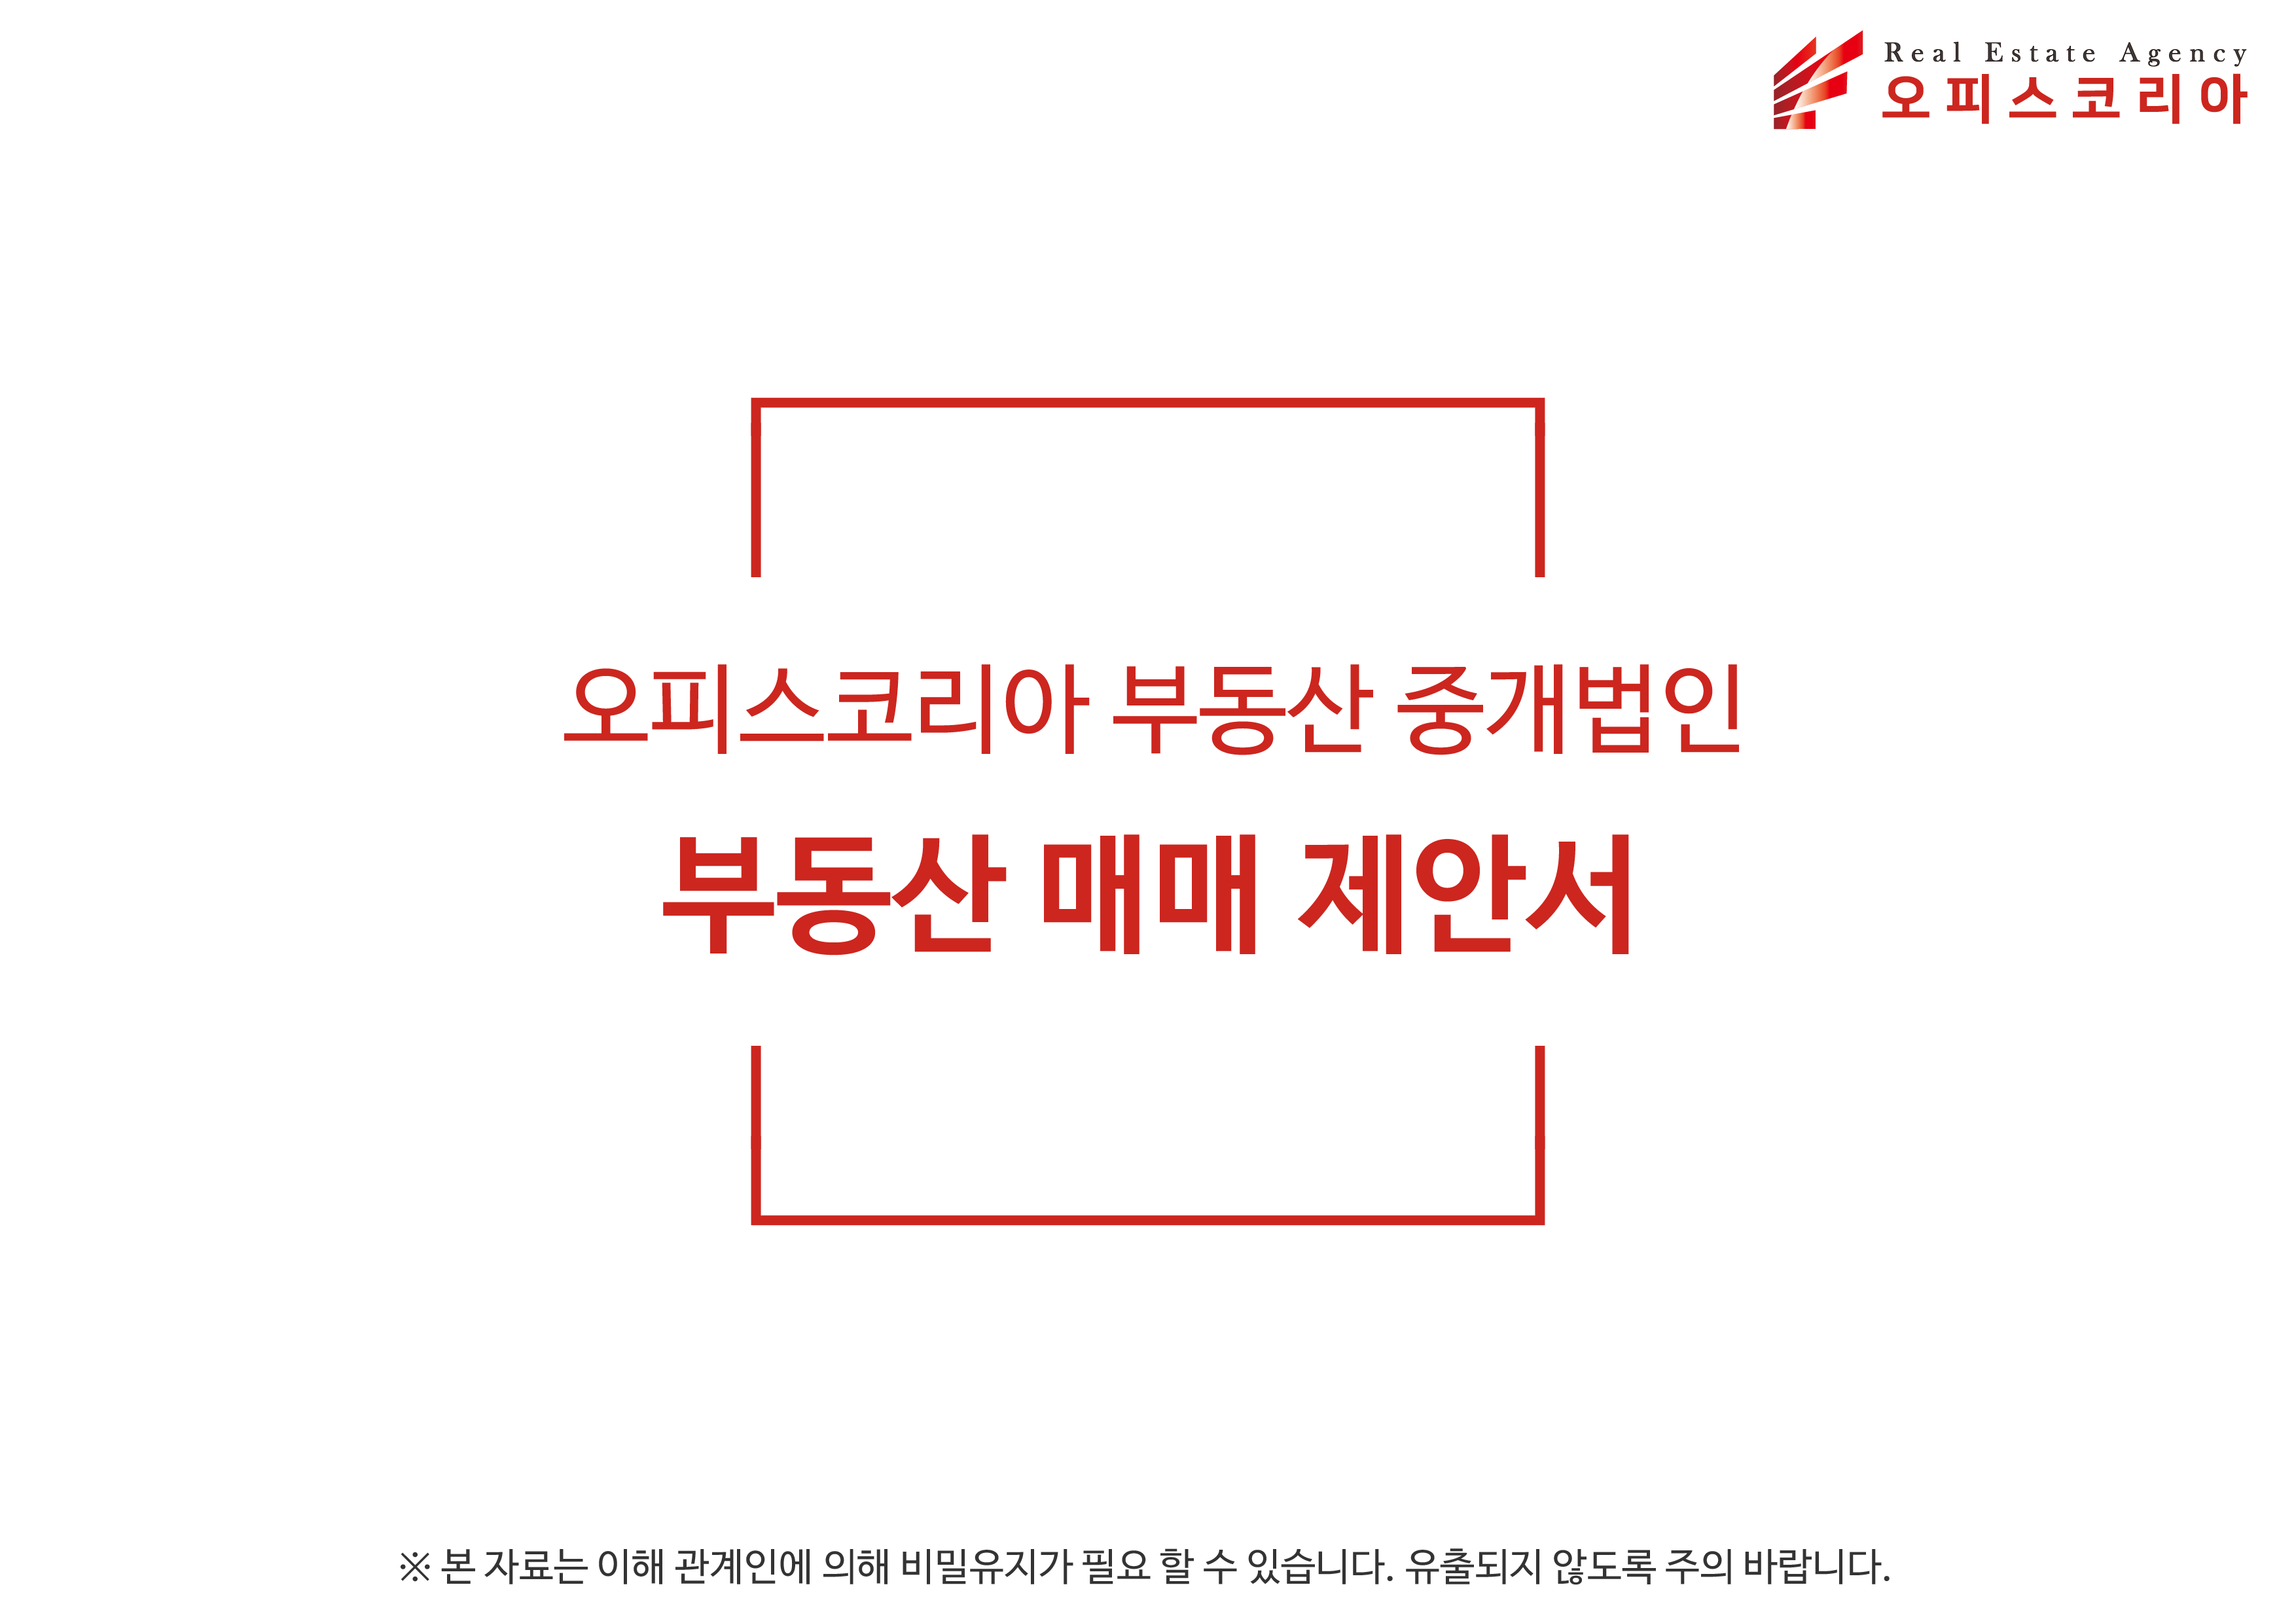 Real Estate Agency
오피스코리아
오피스코리아 부동산 중개법인
부동산 매매 제안서
※ 본 자료는 이해 관계인에 의해 비밀유지가 필요 할 수 있습니다. 유출되지 않도록 주의 바랍니다.